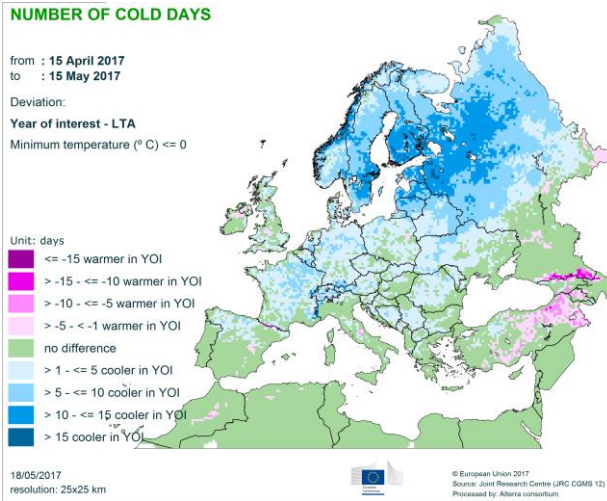 NUMBER OF COLD DAYS
from : 15 April 2017
to : 15 May 2017
Deviation:
Year of interest - LTA
Minimum temperature (º C) <= 0
Unit: days
<= -15 warmer in YOI
> -15 - <= -10 warmer in YOI
> -10 - <= -5 warmer in YOI
> -5 - < -1 warmer in YOI
no difference
> 1 - <= 5 cooler in YOI
> 5 - <= 10 cooler in YOI
> 10 - <= 15 cooler in YOI
> 15 cooler in YOI
18/05/2017
resolution: 25x25 km
© European Union 2017
Source: Joint Research Centre (JRC CGMS 12)
Processed by: Alterra consortium